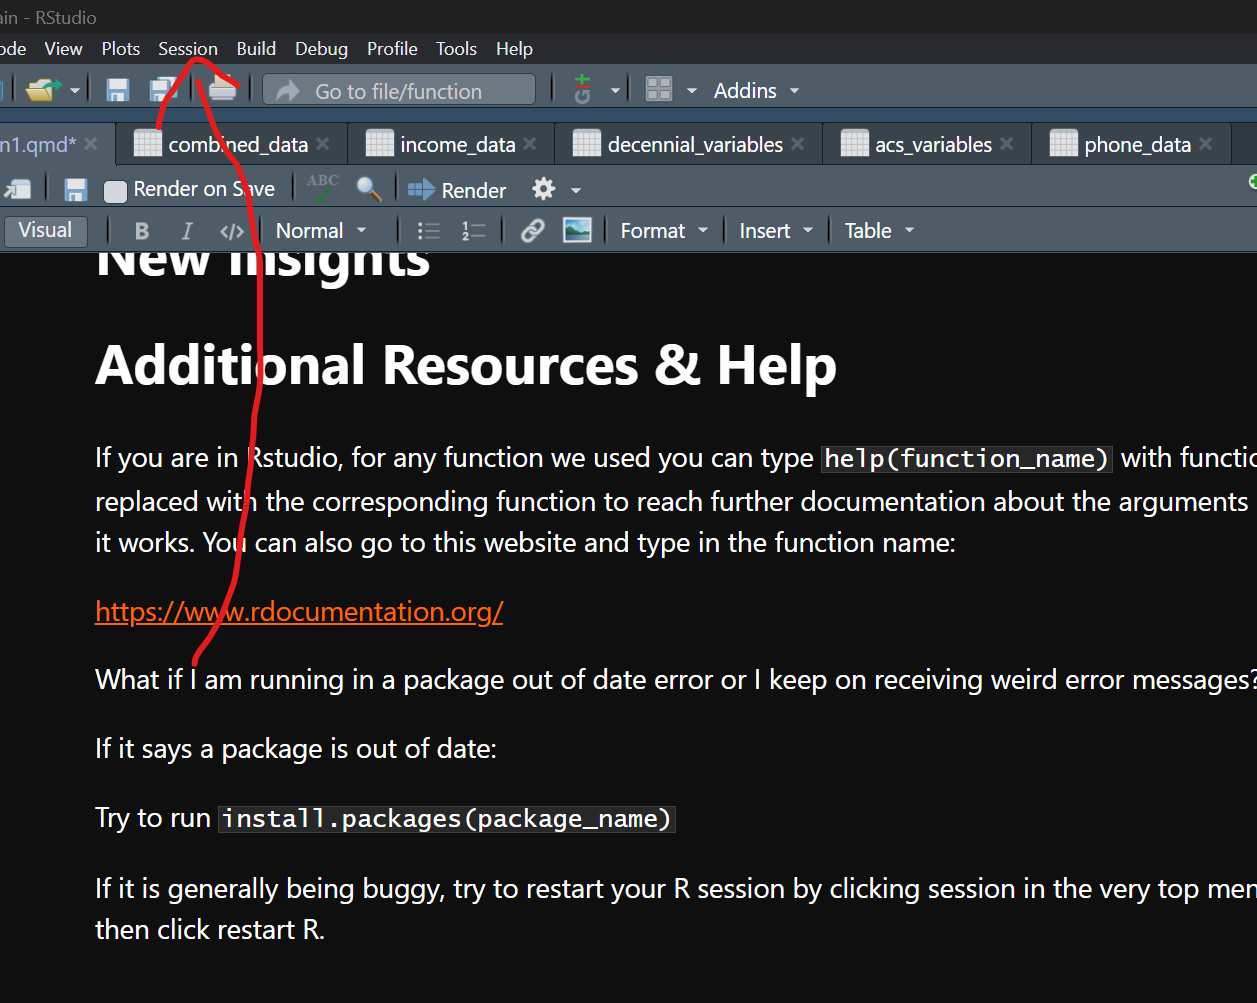 ain - RStudio
ode View Plots Session Build Debug Profile Tools Help
Go to file/function Addins
n1.qmd* combined_data income_data decennial_variables acs_variables phone_data
Render on Save ABC Render
Visual B I </> Normal Format Insert Table
New Insights
Additional Resources & Help
If you are in Rstudio, for any function we used you can type help(function_name) with functio
replaced with the corresponding function to reach further documentation about the arguments
it works. You can also go to this website and type in the function name:
https://www.rdocumentation.org/
What if I am running in a package out of date error or I keep on receiving weird error messages?
If it says a package is out of date:
Try to run install.packages(package_name)
If it is generally being buggy, try to restart your R session by clicking session in the very top men
then click restart R.